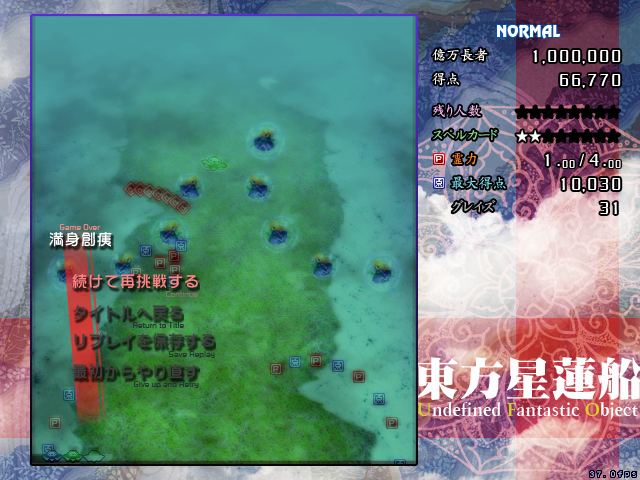 NORMAL
億万長者 1,000,000
得点 66,770
残り人数
スペルカード
P 霊力 1.00/4.00
点 最大得点 10,030
グレイズ 31
Game Over
満身創痍
続けて再挑戦する
Continue
タイトルへ戻る
Return to Title
リプレイを保存する
Save Replay
最初からやり直す
Give up and Retry
東方星蓮船
Undefined Fantastic Object
37.0fps